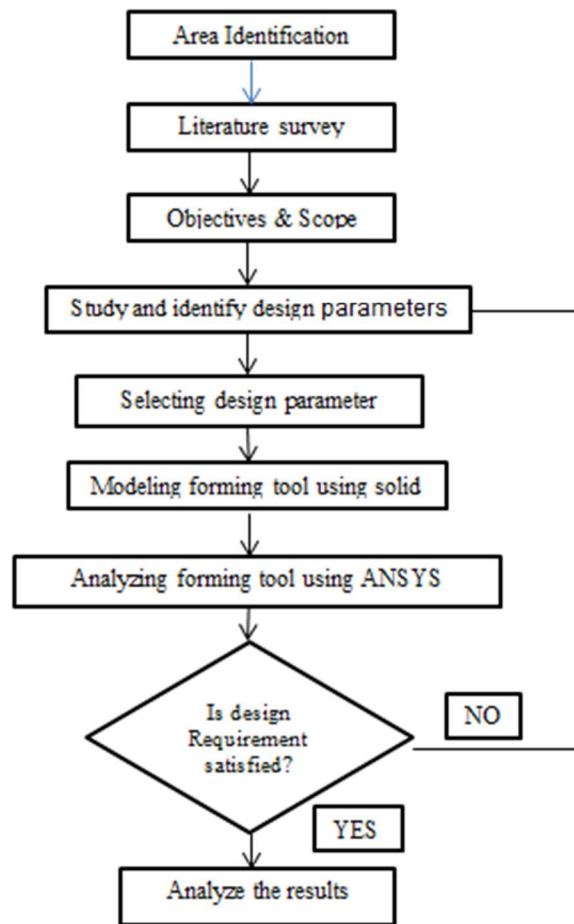 Area Identification
Literature survey
Objectives & Scope
Study and identify design parameters
Selecting design parameter
Modeling forming tool using solid
Analyzing forming tool using ANSYS
Is design
Requirement
satisfied?
NO
YES
Analyze the results